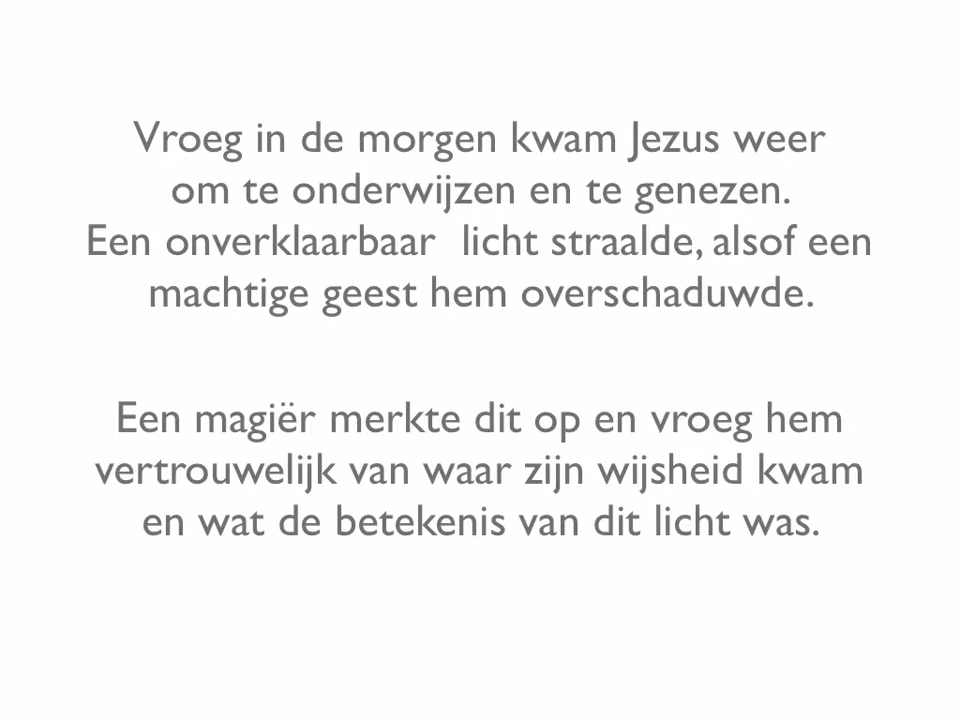 Vroeg in de morgen kwam Jezus weer
om te onderwijzen en te genezen.
Een onverklaarbaar  licht straalde, alsof een
machtige geest hem overschaduwde.
Een magiër merkte dit op en vroeg hem
vertrouwelijk van waar zijn wijsheid kwam
en wat de betekenis van dit licht was.